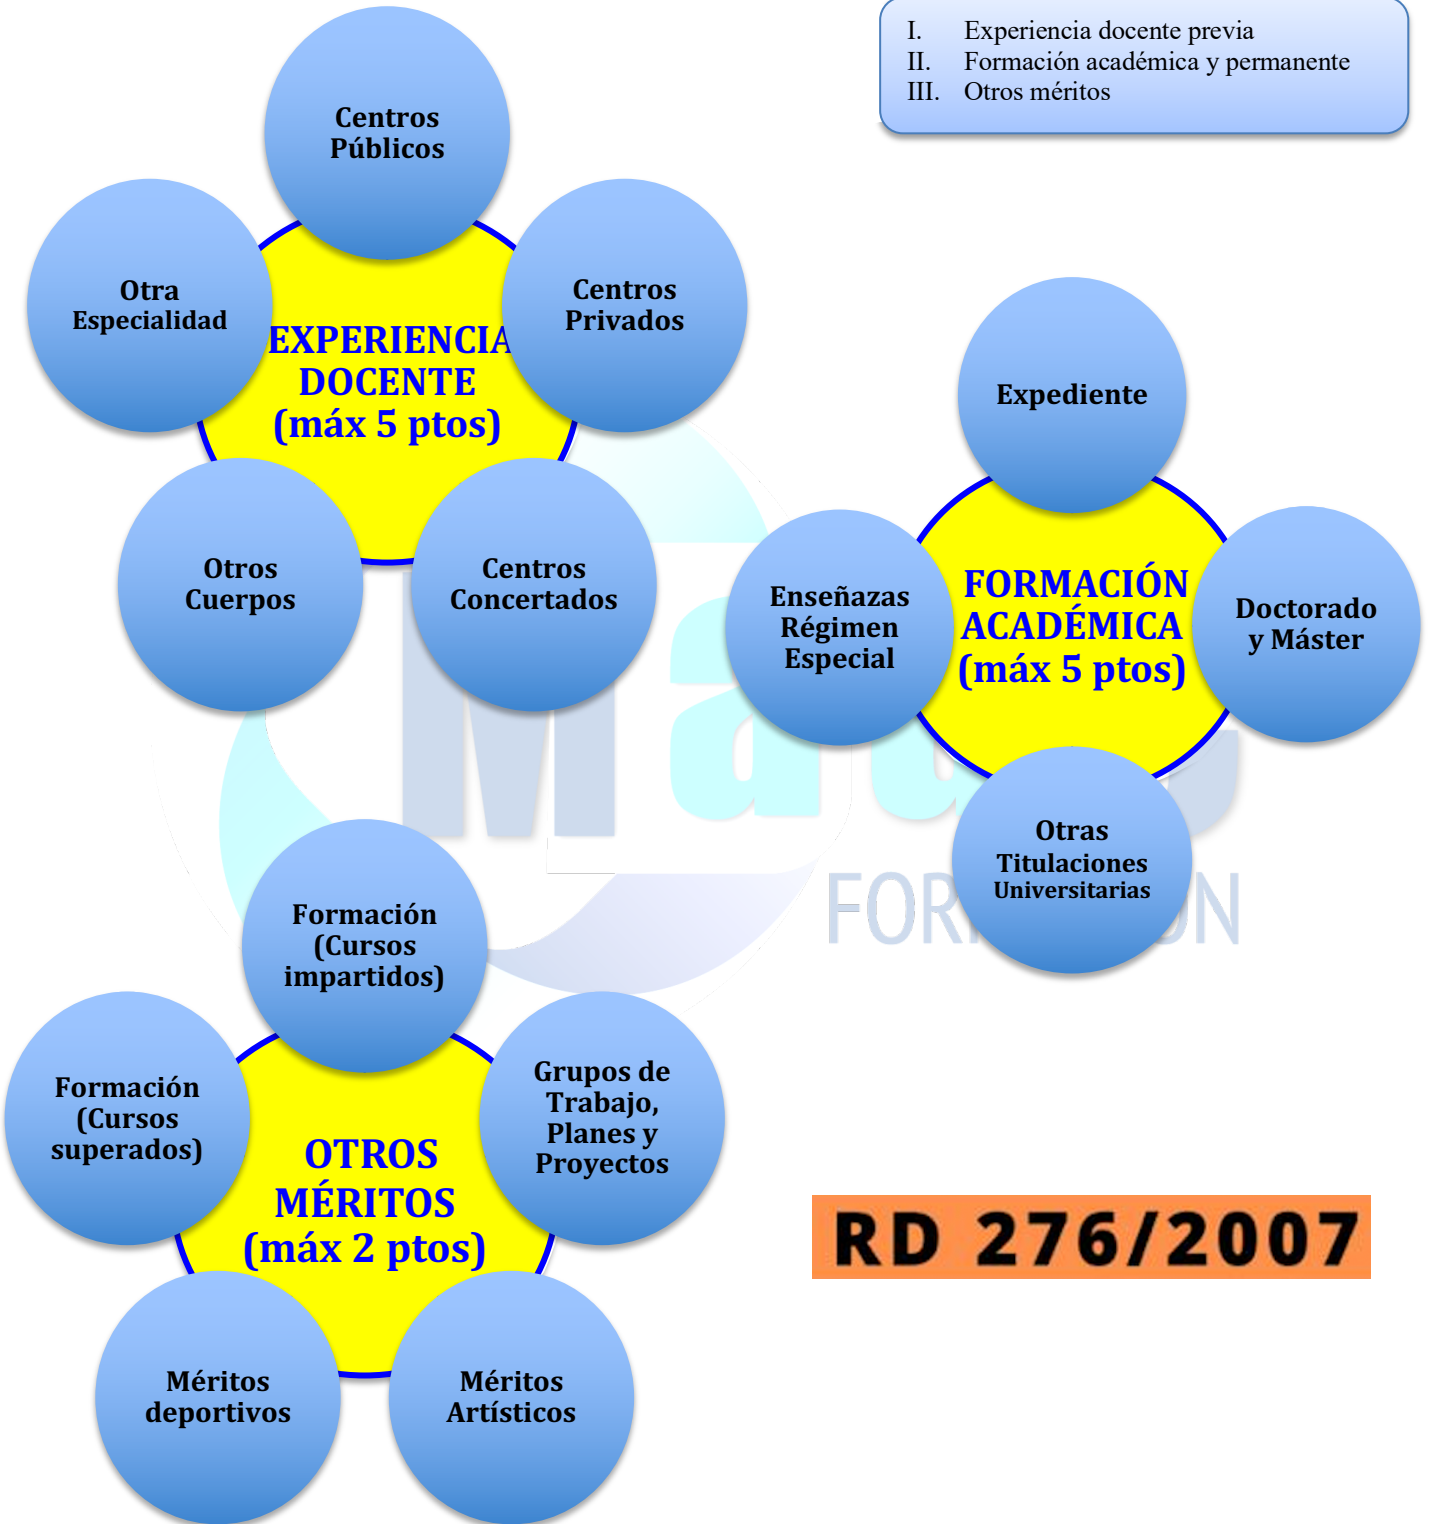 I. Experiencia docente previa
II. Formación académica y permanente
III. Otros méritos
Centros
Públicos
Otra
Especialidad
Centros
Privados
EXPERIENCIA
DOCENTE
(máx 5 ptos)
Otros
Cuerpos
Centros
Concertados
Expediente
Enseñazas
Régimen
Especial
FORMACIÓN
ACADÉMICA
(máx 5 ptos)
Doctorado
y Máster
Otras
Titulaciones
Universitarias
Formación
(Cursos
impartidos)
Formación
(Cursos
superados)
Grupos de
Trabajo,
Planes y
Proyectos
OTROS
MÉRITOS
(máx 2 ptos)
Méritos
deportivos
Méritos
Artísticos
RD 276/2007